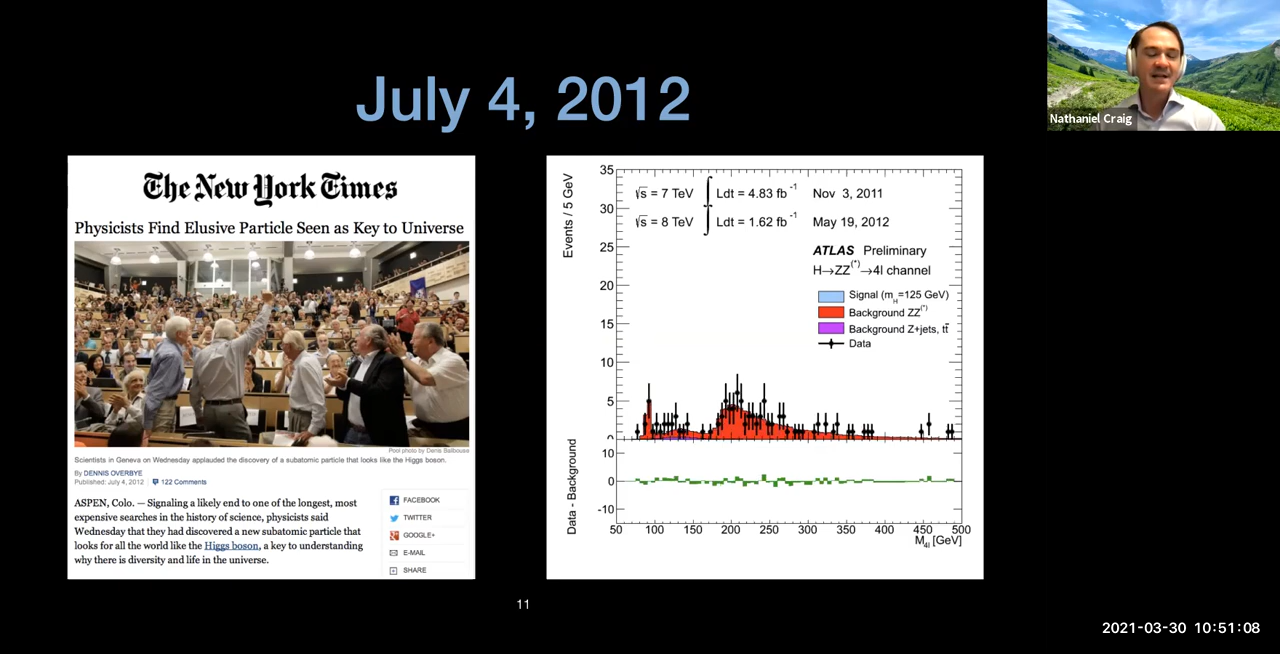 July 4, 2012
Nathaniel Craig
The New York Times
Physicists Find Elusive Particle Seen as Key to Universe
Pool photo by Denis Balibouse
Scientists in Geneva on Wednesday applauded the discovery of a subatomic particle that looks like the Higgs boson.
By DENNIS OVERBYE
Published: July 4, 2012
122 Comments
ASPEN, Colo. — Signaling a likely end to one of the longest, most
expensive searches in the history of science, physicists said
Wednesday that they had discovered a new subatomic particle that
looks for all the world like the Higgs boson, a key to understanding
why there is diversity and life in the universe.
FACEBOOK
TWITTER
GOOGLE+
E-MAIL
SHARE
Events / 5 GeV
35
30
25
20
15
10
5
0
√s = 7 TeV ∫ Ldt = 4.83 fb⁻¹ Nov 3, 2011
√s = 8 TeV ∫ Ldt = 1.62 fb⁻¹ May 19, 2012
ATLAS Preliminary
H→ZZ(*)→4l channel
Signal (mH=125 GeV)
Background ZZ(*)
Background Z+jets, tt̄
Data
Data - Background
10
0
-10
50 100 150 200 250 300 350 400 450 500
M4l [GeV]
11
2021-03-30 10:51:08